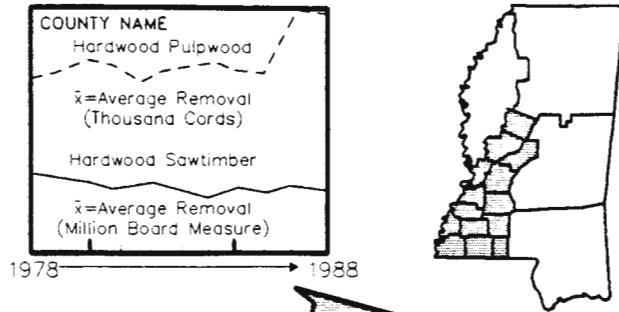 COUNTY NAME
Hardwood Pulpwood
x̄=Average Removal
(Thousand Cords)
Hardwood Sawtimber
x̄=Average Removal
(Million Board Measure)
1978
1988